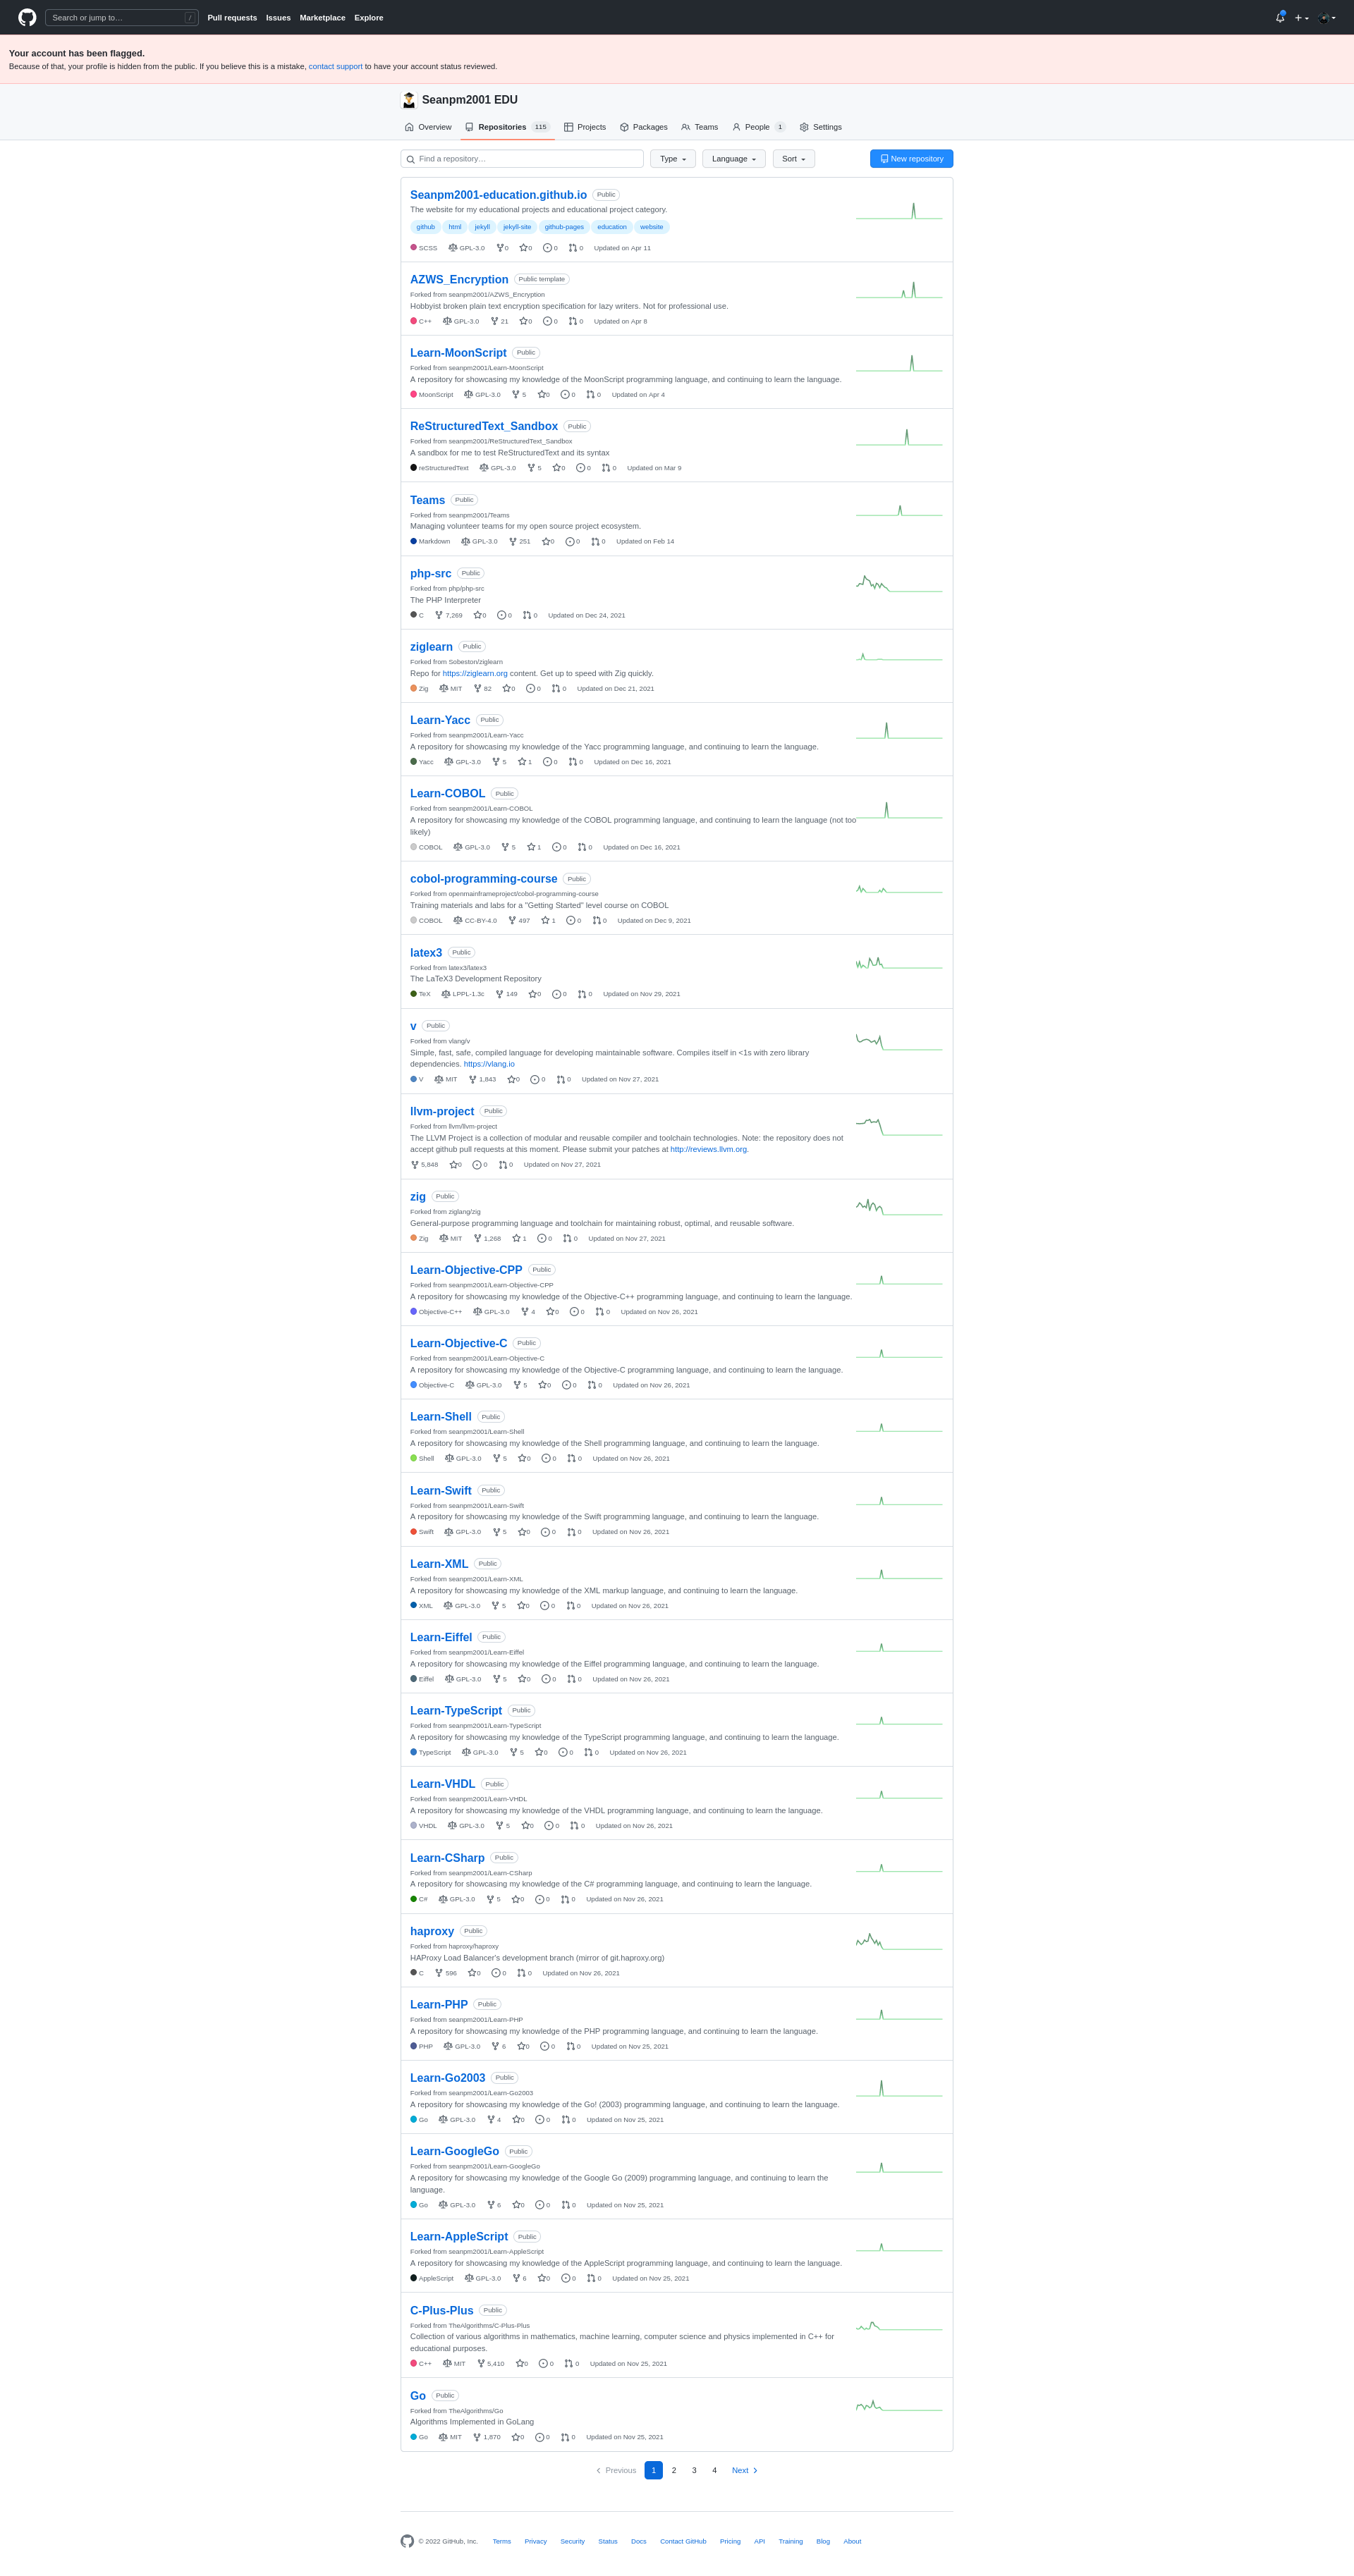 Search or jump to… /
Pull requests Issues Marketplace Explore
Your account has been flagged.
Because of that, your profile is hidden from the public. If you believe this is a mistake, contact support to have your account status reviewed.
Seanpm2001 EDU
Overview Repositories 115 Projects Packages Teams People 1 Settings
Find a repository… Type Language Sort New repository
Seanpm2001-education.github.io Public
The website for my educational projects and educational project category.
github html jekyll jekyll-site github-pages education website
SCSS GPL-3.0 0 0 0 0 Updated on Apr 11
AZWS_Encryption Public template
Forked from seanpm2001/AZWS_Encryption
Hobbyist broken plain text encryption specification for lazy writers. Not for professional use.
C++ GPL-3.0 21 0 0 0 Updated on Apr 8
Learn-MoonScript Public
Forked from seanpm2001/Learn-MoonScript
A repository for showcasing my knowledge of the MoonScript programming language, and continuing to learn the language.
MoonScript GPL-3.0 5 0 0 0 Updated on Apr 4
ReStructuredText_Sandbox Public
Forked from seanpm2001/ReStructuredText_Sandbox
A sandbox for me to test ReStructuredText and its syntax
reStructuredText GPL-3.0 5 0 0 0 Updated on Mar 9
Teams Public
Forked from seanpm2001/Teams
Managing volunteer teams for my open source project ecosystem.
Markdown GPL-3.0 251 0 0 0 Updated on Feb 14
php-src Public
Forked from php/php-src
The PHP Interpreter
C 7,269 0 0 0 Updated on Dec 24, 2021
ziglearn Public
Forked from Sobeston/ziglearn
Repo for https://ziglearn.org content. Get up to speed with Zig quickly.
Zig MIT 82 0 0 0 Updated on Dec 21, 2021
Learn-Yacc Public
Forked from seanpm2001/Learn-Yacc
A repository for showcasing my knowledge of the Yacc programming language, and continuing to learn the language.
Yacc GPL-3.0 5 1 0 0 Updated on Dec 16, 2021
Learn-COBOL Public
Forked from seanpm2001/Learn-COBOL
A repository for showcasing my knowledge of the COBOL programming language, and continuing to learn the language (not too
likely)
COBOL GPL-3.0 5 1 0 0 Updated on Dec 16, 2021
cobol-programming-course Public
Forked from openmainframeproject/cobol-programming-course
Training materials and labs for a "Getting Started" level course on COBOL
COBOL CC-BY-4.0 497 1 0 0 Updated on Dec 9, 2021
latex3 Public
Forked from latex3/latex3
The LaTeX3 Development Repository
TeX LPPL-1.3c 149 0 0 0 Updated on Nov 29, 2021
v Public
Forked from vlang/v
Simple, fast, safe, compiled language for developing maintainable software. Compiles itself in <1s with zero library
dependencies. https://vlang.io
V MIT 1,843 0 0 0 Updated on Nov 27, 2021
llvm-project Public
Forked from llvm/llvm-project
The LLVM Project is a collection of modular and reusable compiler and toolchain technologies. Note: the repository does not
accept github pull requests at this moment. Please submit your patches at http://reviews.llvm.org.
5,848 0 0 0 Updated on Nov 27, 2021
zig Public
Forked from ziglang/zig
General-purpose programming language and toolchain for maintaining robust, optimal, and reusable software.
Zig MIT 1,268 1 0 0 Updated on Nov 27, 2021
Learn-Objective-CPP Public
Forked from seanpm2001/Learn-Objective-CPP
A repository for showcasing my knowledge of the Objective-C++ programming language, and continuing to learn the language.
Objective-C++ GPL-3.0 4 0 0 0 Updated on Nov 26, 2021
Learn-Objective-C Public
Forked from seanpm2001/Learn-Objective-C
A repository for showcasing my knowledge of the Objective-C programming language, and continuing to learn the language.
Objective-C GPL-3.0 5 0 0 0 Updated on Nov 26, 2021
Learn-Shell Public
Forked from seanpm2001/Learn-Shell
A repository for showcasing my knowledge of the Shell programming language, and continuing to learn the language.
Shell GPL-3.0 5 0 0 0 Updated on Nov 26, 2021
Learn-Swift Public
Forked from seanpm2001/Learn-Swift
A repository for showcasing my knowledge of the Swift programming language, and continuing to learn the language.
Swift GPL-3.0 5 0 0 0 Updated on Nov 26, 2021
Learn-XML Public
Forked from seanpm2001/Learn-XML
A repository for showcasing my knowledge of the XML markup language, and continuing to learn the language.
XML GPL-3.0 5 0 0 0 Updated on Nov 26, 2021
Learn-Eiffel Public
Forked from seanpm2001/Learn-Eiffel
A repository for showcasing my knowledge of the Eiffel programming language, and continuing to learn the language.
Eiffel GPL-3.0 5 0 0 0 Updated on Nov 26, 2021
Learn-TypeScript Public
Forked from seanpm2001/Learn-TypeScript
A repository for showcasing my knowledge of the TypeScript programming language, and continuing to learn the language.
TypeScript GPL-3.0 5 0 0 0 Updated on Nov 26, 2021
Learn-VHDL Public
Forked from seanpm2001/Learn-VHDL
A repository for showcasing my knowledge of the VHDL programming language, and continuing to learn the language.
VHDL GPL-3.0 5 0 0 0 Updated on Nov 26, 2021
Learn-CSharp Public
Forked from seanpm2001/Learn-CSharp
A repository for showcasing my knowledge of the C# programming language, and continuing to learn the language.
C# GPL-3.0 5 0 0 0 Updated on Nov 26, 2021
haproxy Public
Forked from haproxy/haproxy
HAProxy Load Balancer's development branch (mirror of git.haproxy.org)
C 596 0 0 0 Updated on Nov 26, 2021
Learn-PHP Public
Forked from seanpm2001/Learn-PHP
A repository for showcasing my knowledge of the PHP programming language, and continuing to learn the language.
PHP GPL-3.0 6 0 0 0 Updated on Nov 25, 2021
Learn-Go2003 Public
Forked from seanpm2001/Learn-Go2003
A repository for showcasing my knowledge of the Go! (2003) programming language, and continuing to learn the language.
Go GPL-3.0 4 0 0 0 Updated on Nov 25, 2021
Learn-GoogleGo Public
Forked from seanpm2001/Learn-GoogleGo
A repository for showcasing my knowledge of the Google Go (2009) programming language, and continuing to learn the
language.
Go GPL-3.0 6 0 0 0 Updated on Nov 25, 2021
Learn-AppleScript Public
Forked from seanpm2001/Learn-AppleScript
A repository for showcasing my knowledge of the AppleScript programming language, and continuing to learn the language.
AppleScript GPL-3.0 6 0 0 0 Updated on Nov 25, 2021
C-Plus-Plus Public
Forked from TheAlgorithms/C-Plus-Plus
Collection of various algorithms in mathematics, machine learning, computer science and physics implemented in C++ for
educational purposes.
C++ MIT 5,410 0 0 0 Updated on Nov 25, 2021
Go Public
Forked from TheAlgorithms/Go
Algorithms Implemented in GoLang
Go MIT 1,870 0 0 0 Updated on Nov 25, 2021
Previous 1 2 3 4 Next
© 2022 GitHub, Inc. Terms Privacy Security Status Docs Contact GitHub Pricing API Training Blog About